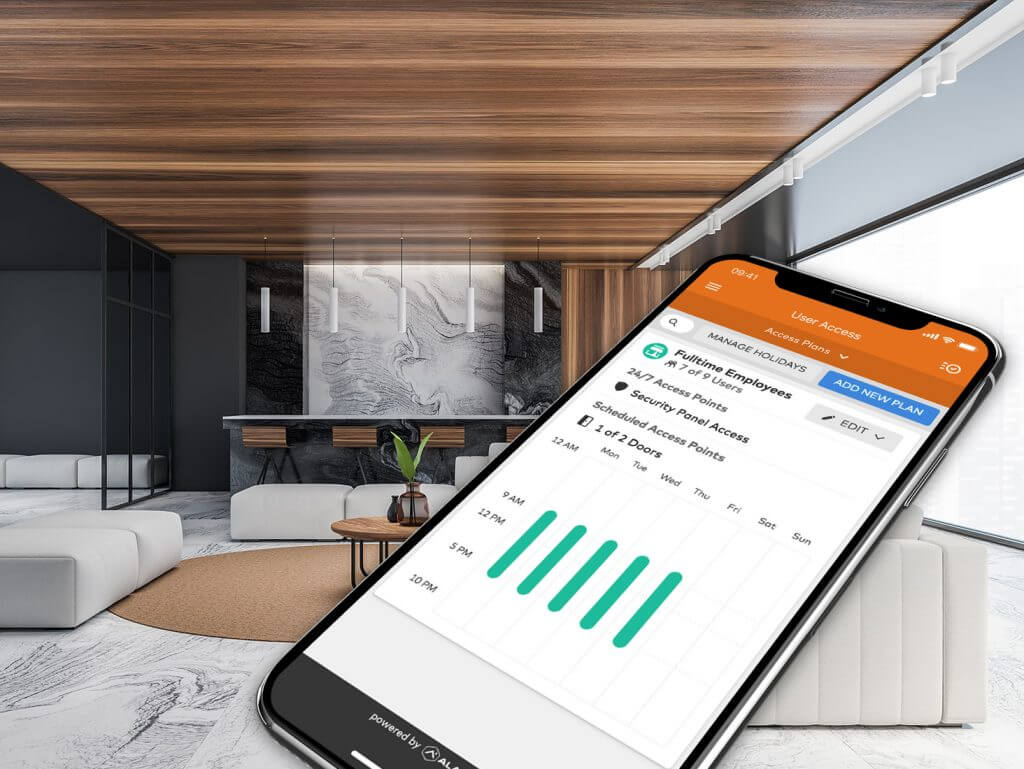 09:41
User Access
Access Plans
MANAGE HOLIDAYS
ADD NEW PLAN
Fulltime Employees
7 of 9 Users
EDIT
24/7 Access Points
Security Panel Access
Scheduled Access Points
1 of 2 Doors
Mon Tue Wed Thu Fri Sat Sun
12 AM
9 AM
12 PM
5 PM
10 PM
powered by